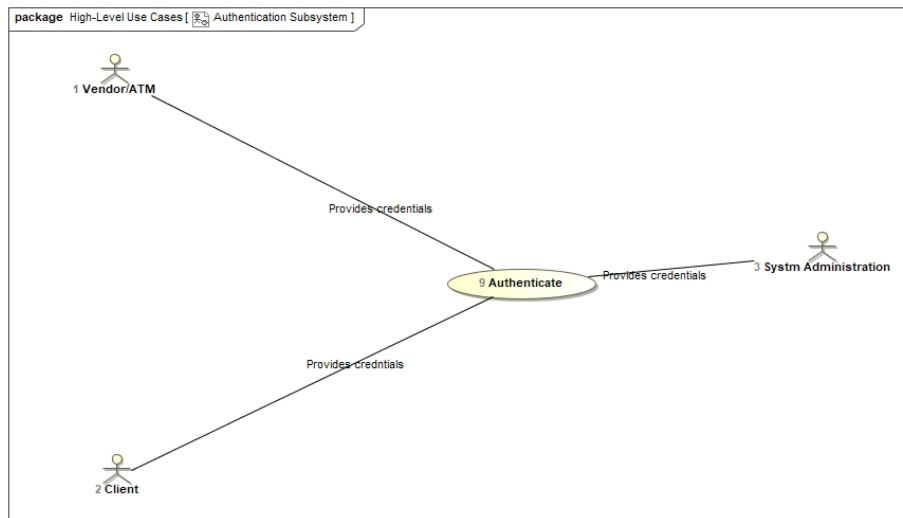 package High-Level Use Cases [ Authentication Subsystem ]
1 Vendor/ATM
Provides credentials
3 Systm Administration
Provides credentials
9 Authenticate
Provides credntials
2 Client